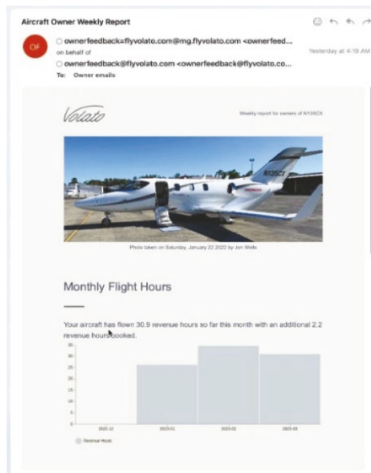 Aircraft Owner Weekly Report
OF
ownerfeedback=flyvolato.com@mg.flyvolato.com <ownerfeed...
on behalf of
ownerfeedback@flyvolato.com <ownerfeedback@flyvolato.co...
Yesterday at 4:19 AM
To: Owner emails
Volato
Weekly report for owners of
Photo taken on Saturday, January 22 2022 by Jon Wells
Monthly Flight Hours
Your aircraft has flown 30.9 revenue hours so far this month with an additional 2.2
revenue hours booked.
35
30
25
20
15
10
5
0
2022-12 2023-01 2023-02 2023-03
Revenue Hours